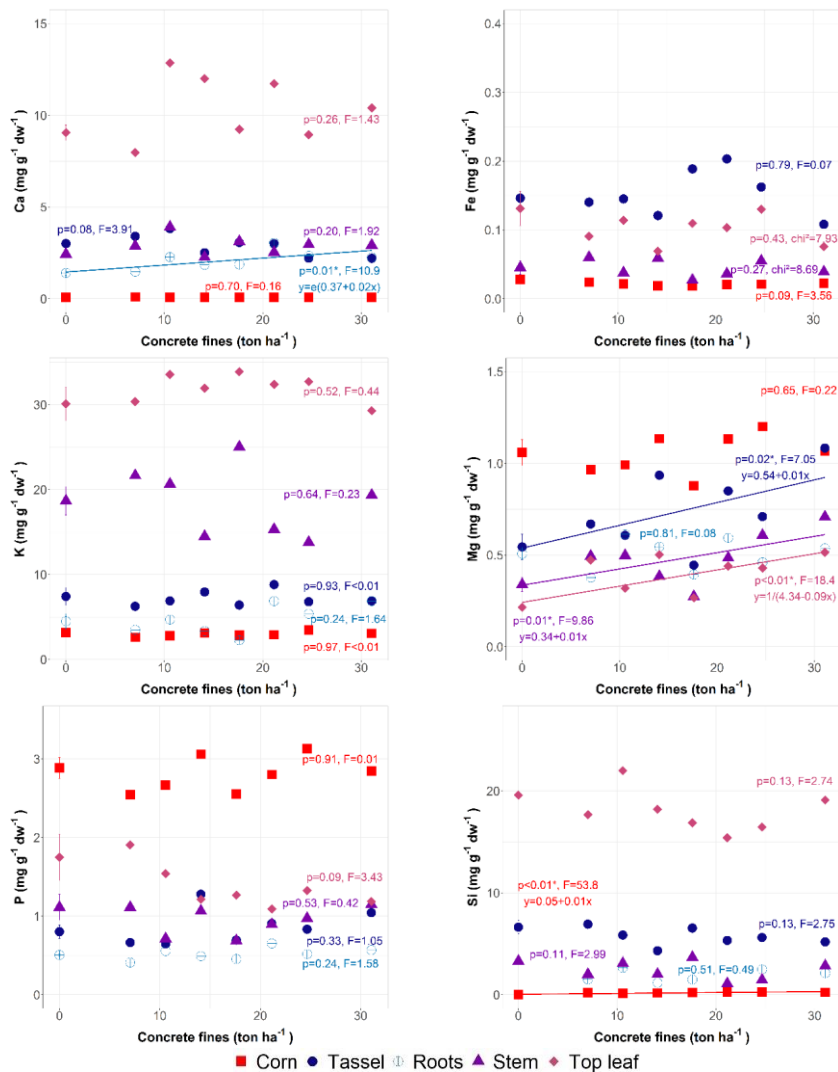 15
10
5
0
Ca (mg g⁻¹ dw⁻¹)
p=0.26, F=1.43
p=0.08, F=3.91
p=0.20, F=1.92
p=0.01*, F=10.9
p=0.70, F=0.16
y=e(0.37+0.02x)
0 10 20 30
Concrete fines (ton ha⁻¹ )
0.4
0.3
0.2
0.1
0.0
Fe (mg g⁻¹ dw⁻¹)
p=0.79, F=0.07
p=0.43, chi²=7.93
p=0.27, chi²=8.69
p=0.09, F=3.56
0 10 20 30
Concrete fines (ton ha⁻¹ )
30
20
10
0
K (mg g⁻¹ dw⁻¹)
p=0.52, F=0.44
p=0.64, F=0.23
p=0.93, F<0.01
p=0.24, F=1.64
p=0.97, F<0.01
0 10 20 30
Concrete fines (ton ha⁻¹ )
1.5
1.0
0.5
0.0
Mg (mg g⁻¹ dw⁻¹)
p=0.65, F=0.22
p=0.02*, F=7.05
y=0.54+0.01x
p=0.81, F=0.08
p<0.01*, F=18.4
y=1/(4.34-0.09x)
p=0.01*, F=9.86
y=0.34+0.01x
0 10 20 30
Concrete fines (ton ha⁻¹ )
3
2
1
0
P (mg g⁻¹ dw⁻¹)
p=0.91, F=0.01
p=0.09, F=3.43
p=0.53, F=0.42
p=0.33, F=1.05
p=0.24, F=1.58
0 10 20 30
Concrete fines (ton ha⁻¹ )
20
10
0
Si (mg g⁻¹ dw⁻¹)
p=0.13, F=2.74
p<0.01*, F=53.8
y=0.05+0.01x
p=0.13, F=2.75
p=0.11, F=2.99
p=0.51, F=0.49
0 10 20 30
Concrete fines (ton ha⁻¹ )
Corn Tassel Roots Stem Top leaf